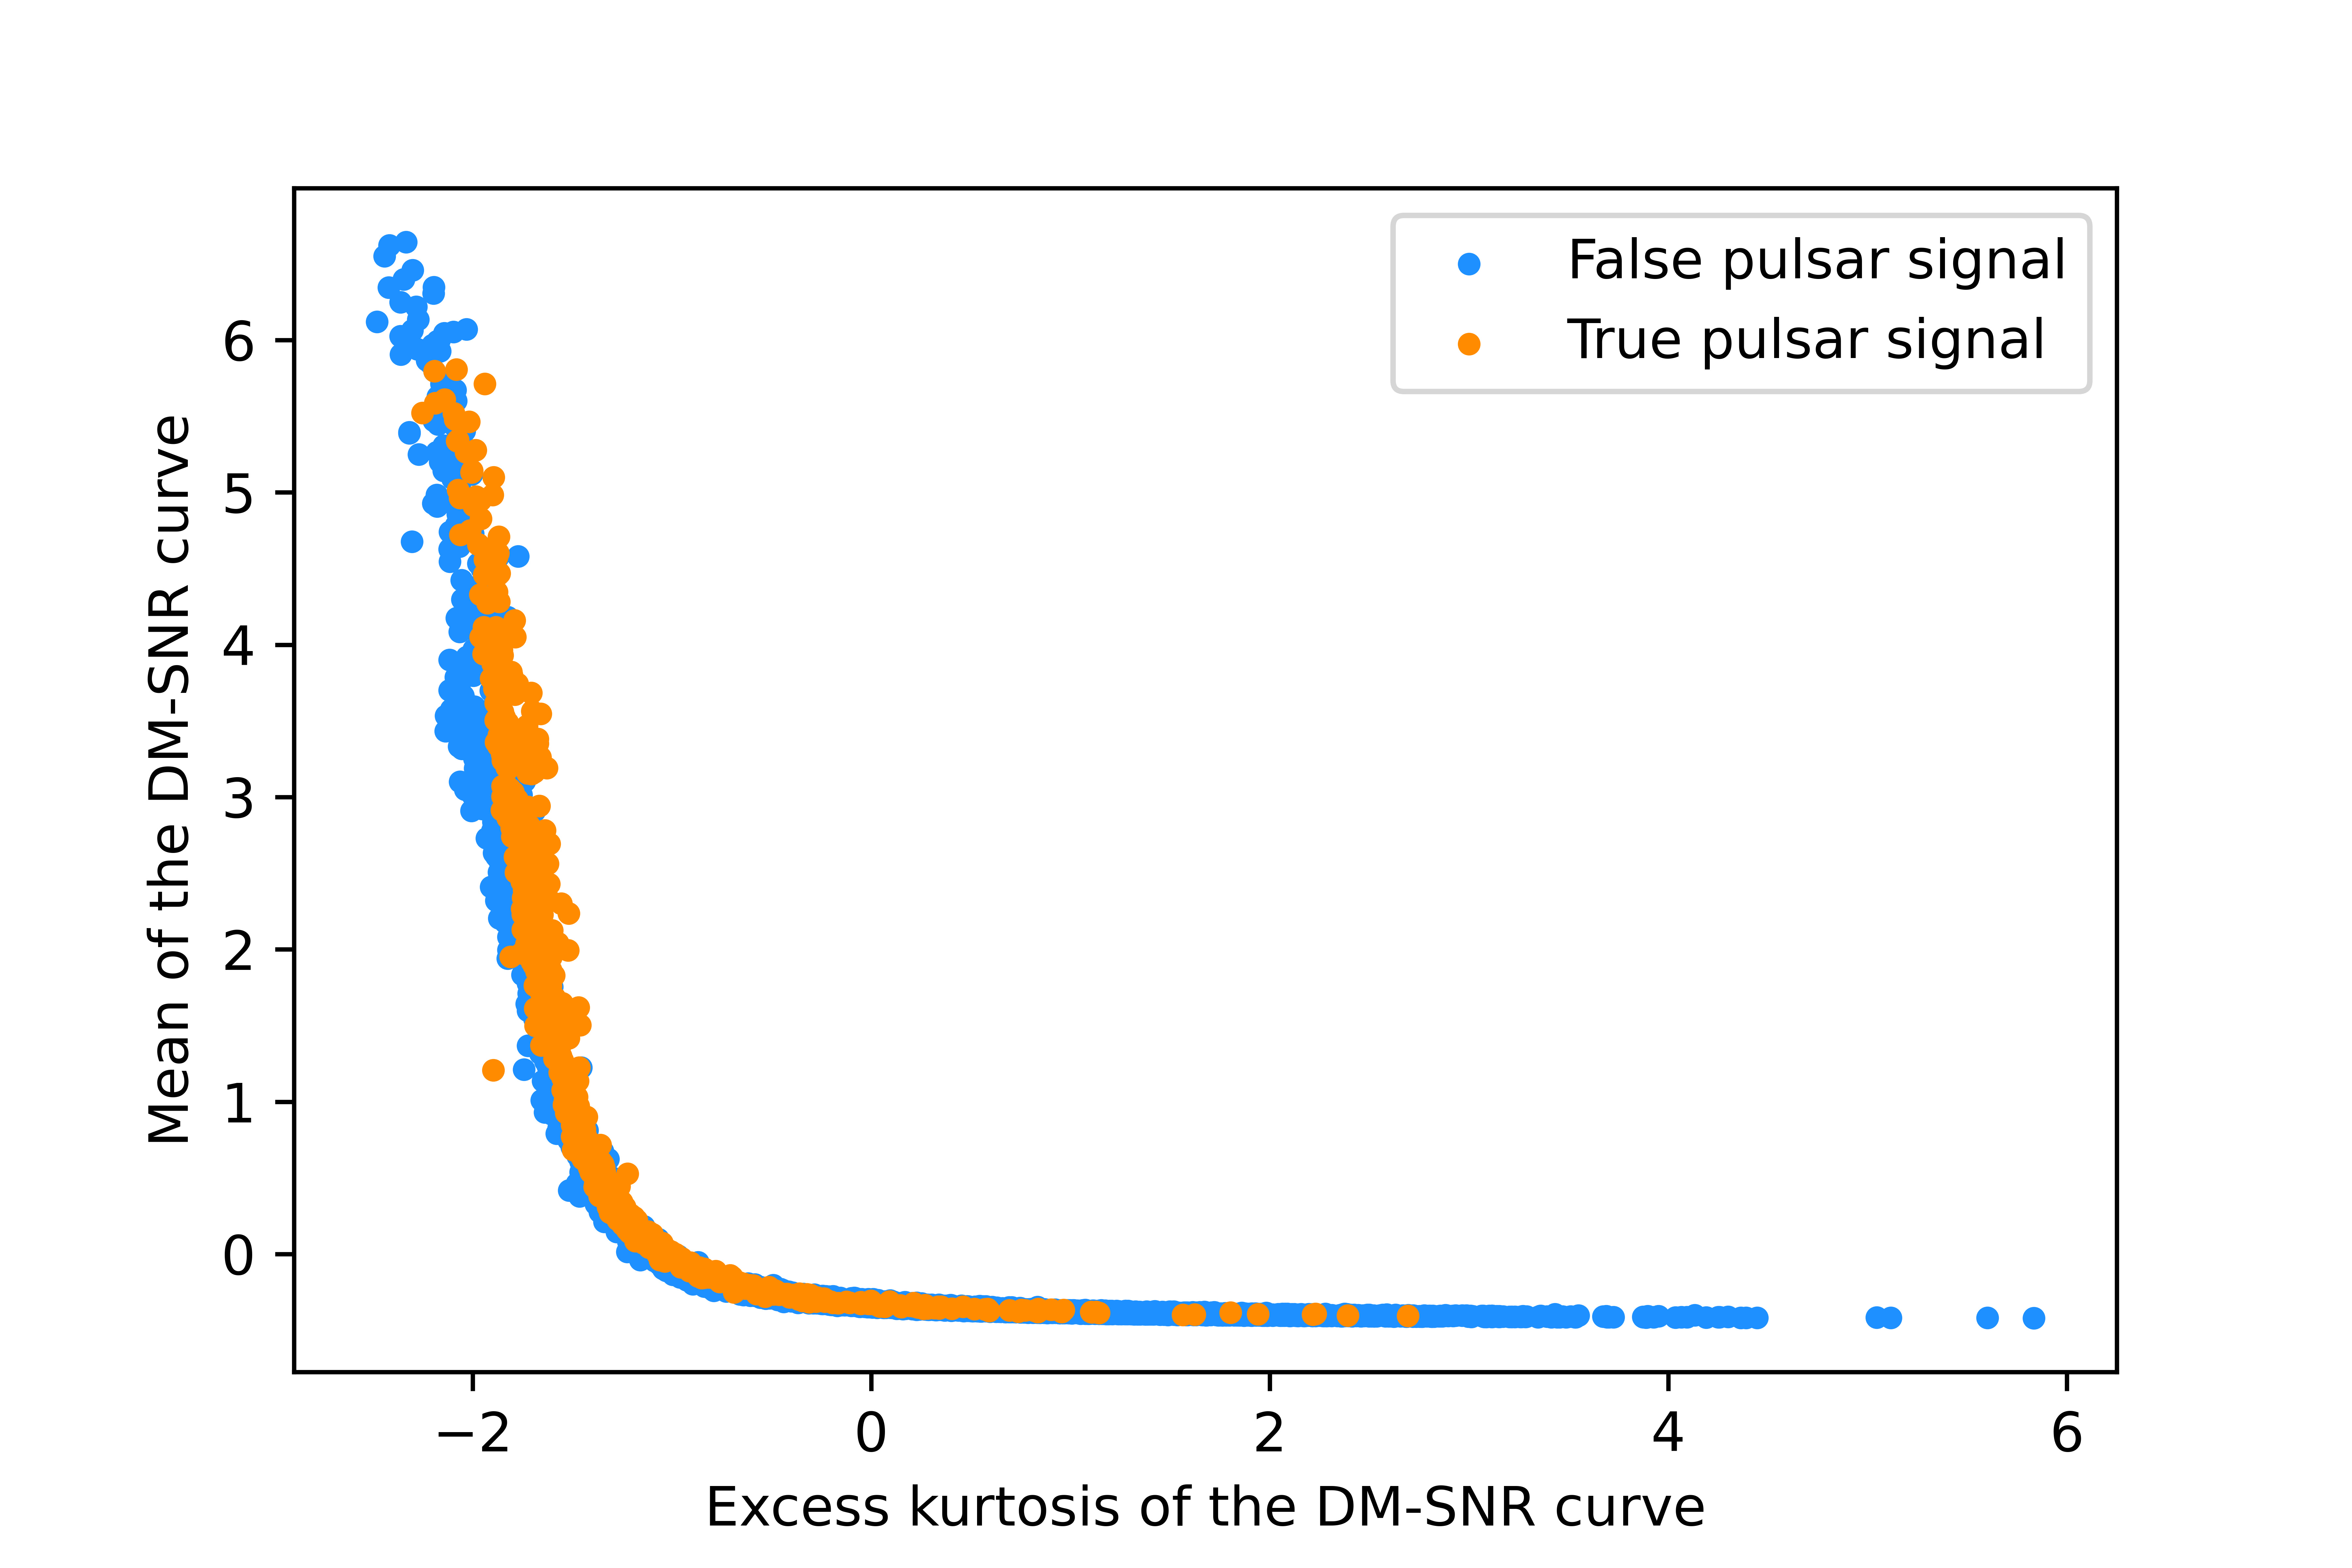 False pulsar signal
True pulsar signal
6
5
4
3
2
1
0
Mean of the DM-SNR curve
−2 0 2 4 6
Excess kurtosis of the DM-SNR curve